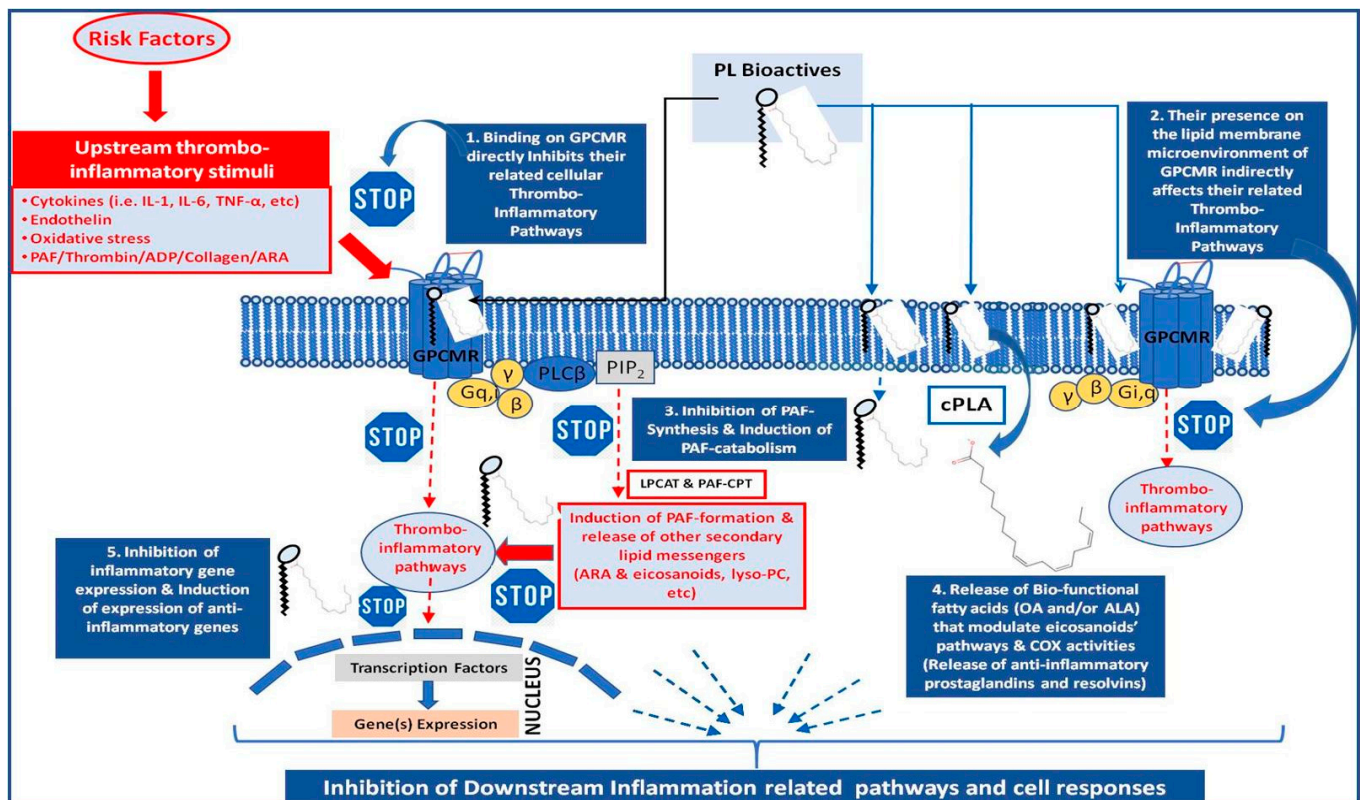 Risk Factors
Upstream thrombo-
inflammatory stimuli
• Cytokines (i.e. IL-1, IL-6, TNF-α, etc)
• Endothelin
• Oxidative stress
• PAF/Thrombin/ADP/Collagen/ARA
STOP
1. Binding on GPCMR
directly Inhibits their
related cellular
Thrombo-
Inflammatory
Pathways
PL Bioactives
2. Their presence on
the lipid membrane
microenvironment of
GPCMR indirectly
affects their related
Thrombo-
Inflammatory
Pathways
GPCMR
Gq,i
γ
β
PLCβ
PIP2
GPCMR
γ
β
Gi,q
STOP
STOP
3. Inhibition of PAF-
Synthesis & Induction of
PAF-catabolism
cPLA
STOP
LPCAT & PAF-CPT
Thrombo-
inflammatory
pathways
Induction of PAF-formation &
release of other secondary
lipid messengers
(ARA & eicosanoids, lyso-PC,
etc)
Thrombo-
inflammatory
pathways
5. Inhibition of
inflammatory gene
expression & Induction
of expression of anti-
inflammatory genes
STOP
STOP
4. Release of Bio-functional
fatty acids (OA and/or ALA)
that modulate eicosanoids’
pathways & COX activities
(Release of anti-inflammatory
prostaglandins and resolvins)
Transcription Factors
Gene(s) Expression
NUCLEUS
Inhibition of Downstream Inflammation related pathways and cell responses